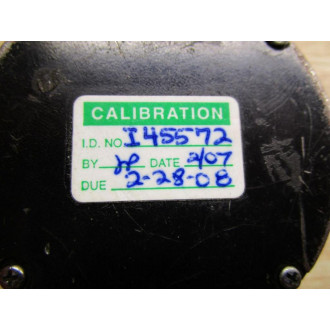 CALIBRATION
I.D. NO. I45572
BY JP DATE 2/07
DUE 2-28-08